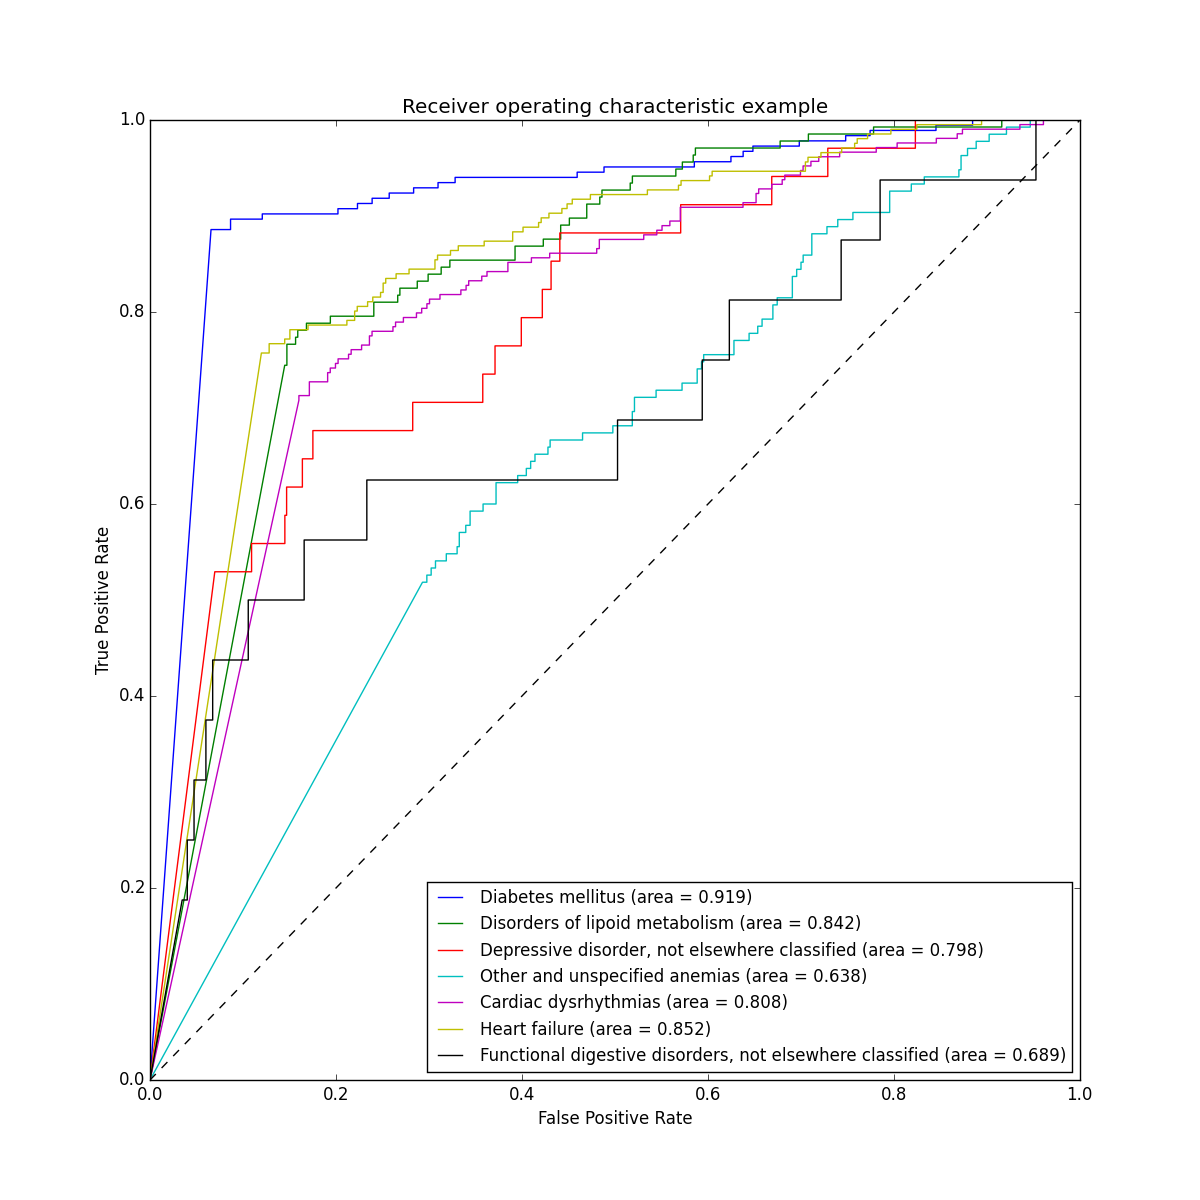 Receiver operating characteristic example
1.0
0.8
0.6
0.4
0.2
0.0
True Positive Rate
Diabetes mellitus (area = 0.919)
Disorders of lipoid metabolism (area = 0.842)
Depressive disorder, not elsewhere classified (area = 0.798)
Other and unspecified anemias (area = 0.638)
Cardiac dysrhythmias (area = 0.808)
Heart failure (area = 0.852)
Functional digestive disorders, not elsewhere classified (area = 0.689)
0.0 0.2 0.4 0.6 0.8 1.0
False Positive Rate